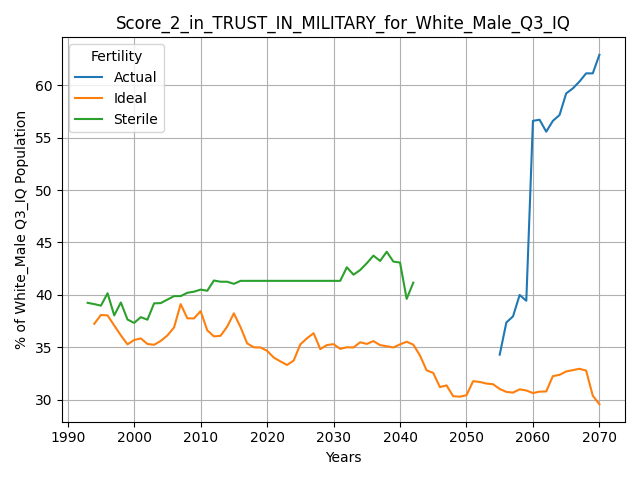 Score_2_in_TRUST_IN_MILITARY_for_White_Male_Q3_IQ
Fertility
Actual
Ideal
Sterile
% of White_Male Q3_IQ Population
60
55
50
45
40
35
30
1990
2000
2010
2020
2030
2040
2050
2060
2070
Years